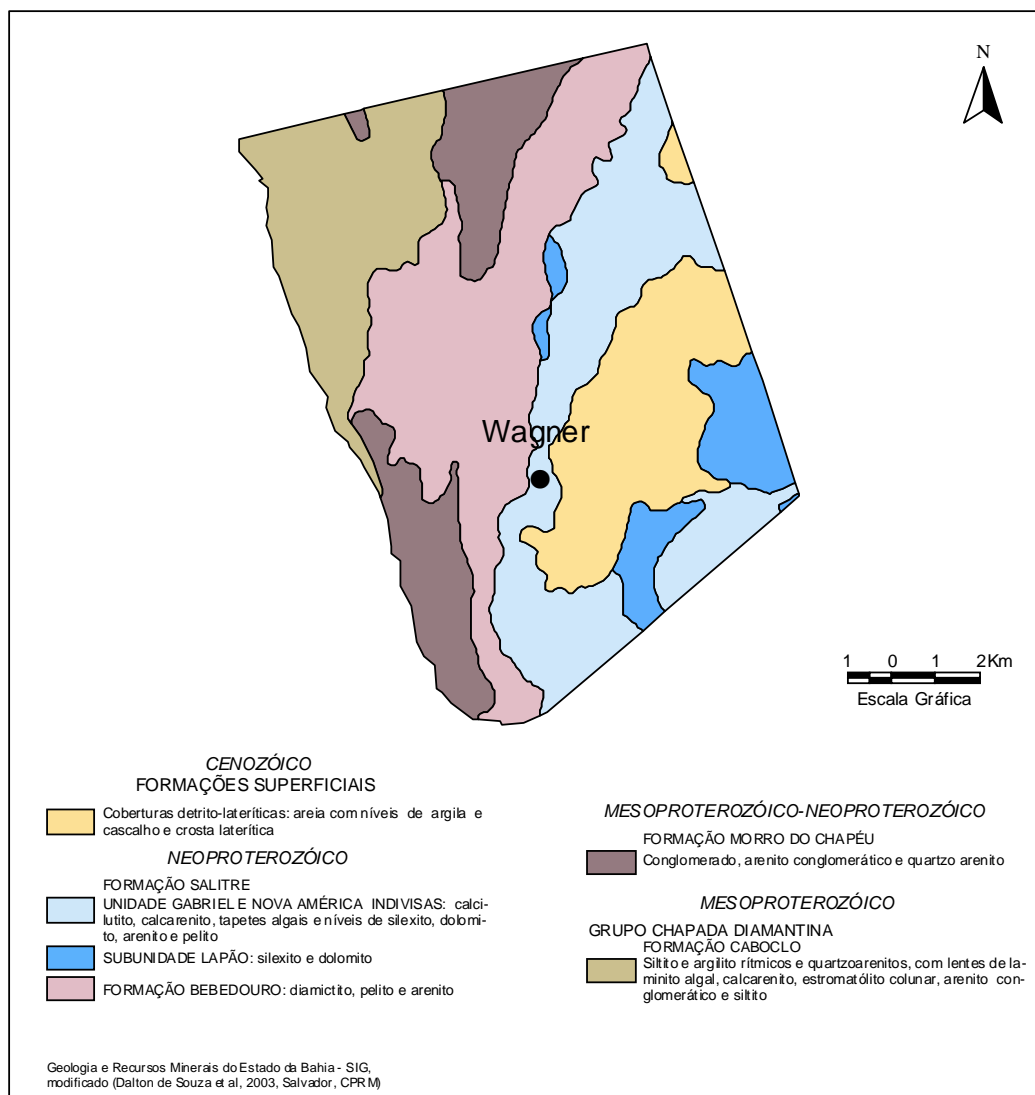 N
Wagner
1 0 1 2Km
Escala Gráfica
CENOZÓICO
FORMAÇÕES SUPERFICIAIS
Coberturas detrito-lateríticas: areia com níveis de argila e
cascalho e crosta laterítica
NEOPROTEROZÓICO
FORMAÇÃO SALITRE
UNIDADE GABRIEL E NOVA AMÉRICA INDIVISAS: calci-
lutito, calcarenito, tapetes algais e níveis de silexíto, dolomi-
to, arenito e pelito
SUBUNIDADE LAPÃO: silexito e dolomito
FORMAÇÃO BEBEDOURO: diamictito, pelito e arenito
MESOPROTEROZÓICO-NEOPROTEROZÓICO
FORMAÇÃO MORRO DO CHAPÉU
Conglomerado, arenito conglomerático e quartzo arenito
MESOPROTEROZÓICO
GRUPO CHAPADA DIAMANTINA
FORMAÇÃO CABOCLO
Siltito e argilito rítmicos e quartzoarenitos, com lentes de la-
minito algal, calcarenito, estromatólito colunar, arenito con-
glomerático e siltito
Geologia e Recursos Minerais do Estado da Bahia - SIG,
modificado (Dalton de Souza et al, 2003, Salvador, CPRM)